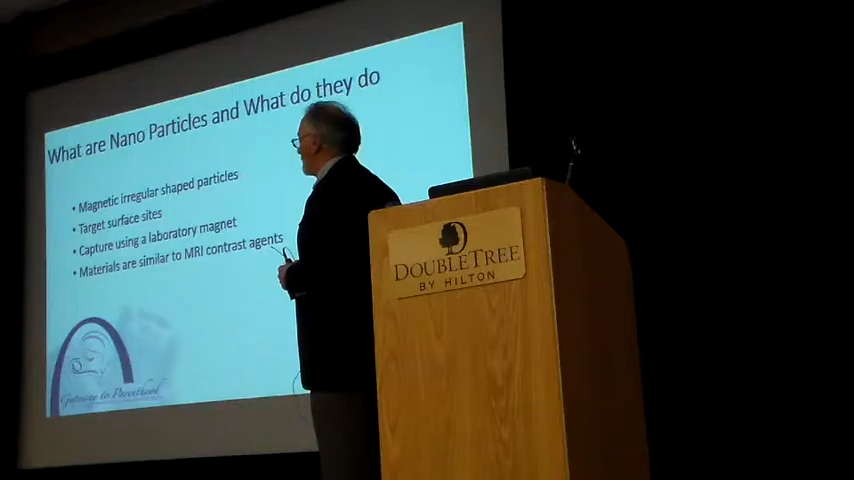 What are Nano Particles and What do they do
• Magnetic irregular shaped particles
• Target surface sites
• Capture using a laboratory magnet
• Materials are similar to MRI contrast agents
Gateway to Parenthood
DOUBLETREE
BY HILTON